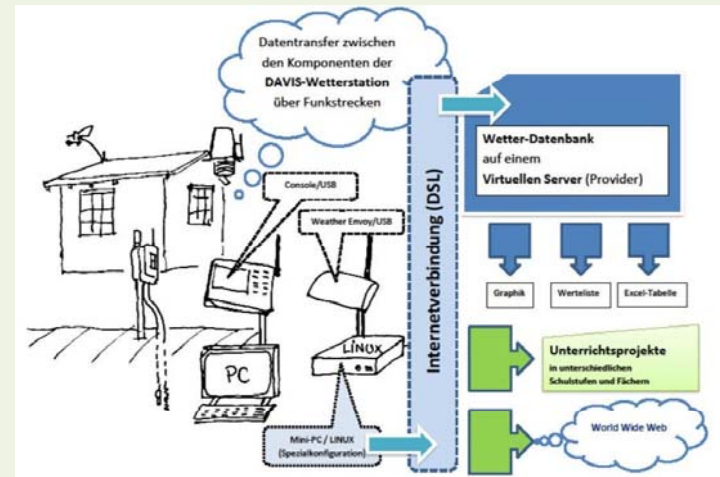 Datentransfer zwischen
den Komponenten der
DAVIS-Wetterstation
über Funkstrecken
Console/USB
Weather Envoy/USB
PC
LINUX
Mini-PC / LINUX
(Spezialkonfiguration)
Internetverbindung (DSL)
Wetter-Datenbank
auf einem
Virtuellen Server (Provider)
Graphik
Werteliste
Excel-Tabelle
Unterrichtsprojekte
in unterschiedlichen
Schulstufen und Fächern
World Wide Web